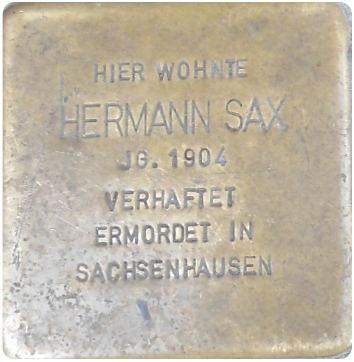 HIER WOHNTE
HERMANN SAX
JG. 1904
VERHAFTET
ERMORDET IN
SACHSENHAUSEN